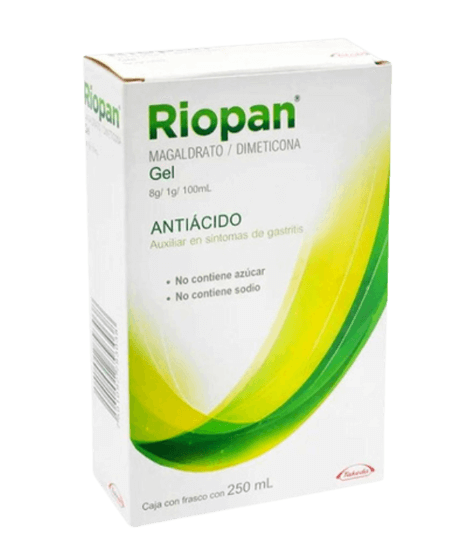 Riopan®
MAGALDRATO / DIMETICONA
Gel
8g/ 1g/ 100mL
ANTIÁCIDO
Auxiliar en síntomas de gastritis
• No contiene azúcar
• No contiene sodio
Caja con frasco con 250 mL
Takeda